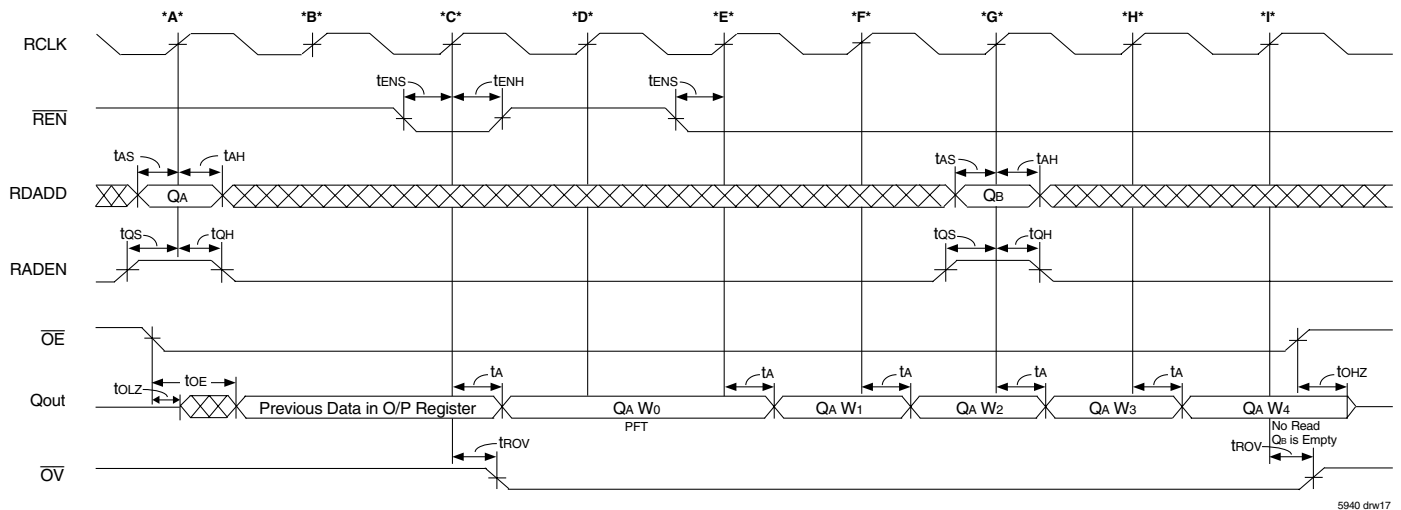 *A* *B* *C* *D* *E* *F* *G* *H* *I*
RCLK
tENS tENH tENS
REN
tAS tAH tAS tAH
RDADD QA QB
tQS tQH tQS tQH
RADEN
OE
tOLZ tOE tA tA tA tA tA tOHZ
Qout Previous Data in O/P Register QA W0 QA W1 QA W2 QA W3 QA W4
PFT No Read
QB is Empty
tROV tROV
OV
5940 drw17